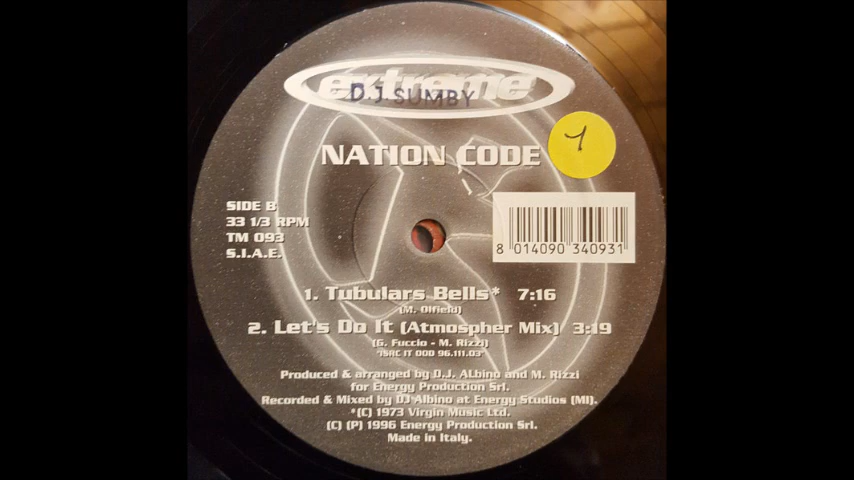 extreme
D.J. SUMBY
NATION CODE
1
SIDE B
33 1/3 RPM
TM 093
S.I.A.E.
8 014090 340931
1. Tubulars Bells* 7:16
(M. Olfield)
2. Let's Do It (Atmospher Mix) 3:19
(G. Fuccio - M. Rizzi)
*ISRC IT 00D 96.111.03*
Produced & arranged by D.J. ALbino and M. Rizzi
for Energy Production Srl.
Recorded & Mixed by DJ Albino at Energy Studios (MI).
*(C) 1973 Virgin Music Ltd.
(C) (P) 1996 Energy Production Srl.
Made in Italy.